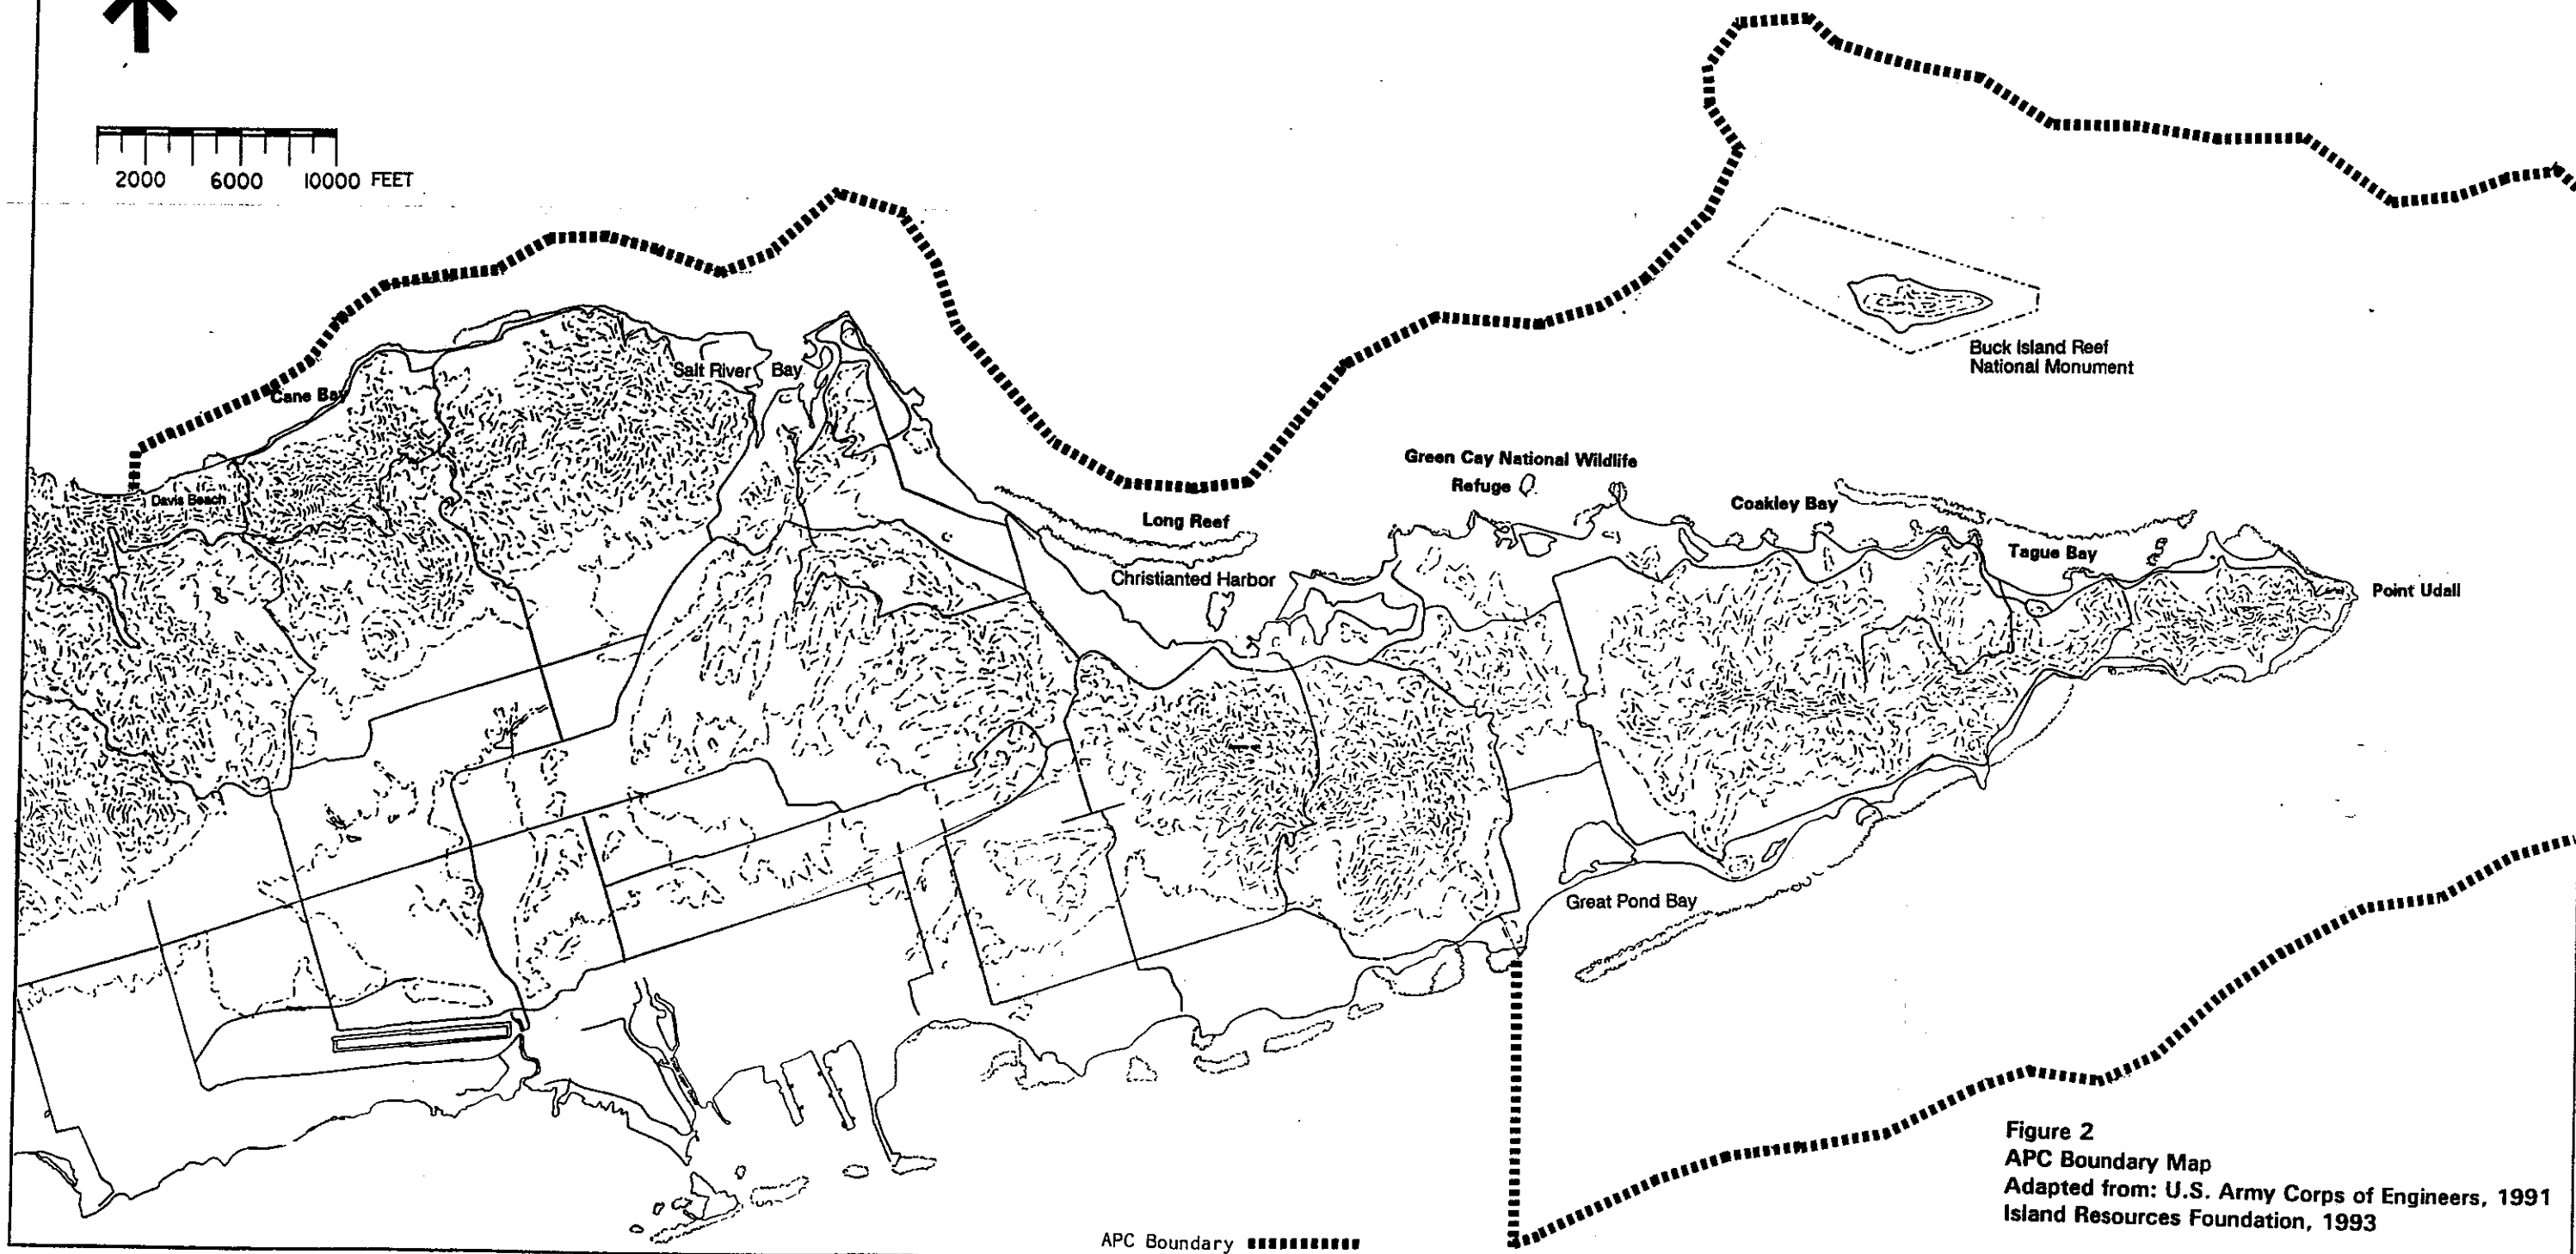 2000 6000 10000 FEET
Cane Bay
Salt River Bay
Davis Beach
Buck Island Reef
National Monument
Green Cay National Wildlife
Refuge
Long Reef
Coakley Bay
Tague Bay
Christianted Harbor
Point Udall
Great Pond Bay
Figure 2
APC Boundary Map
Adapted from: U.S. Army Corps of Engineers, 1991
Island Resources Foundation, 1993
APC Boundary